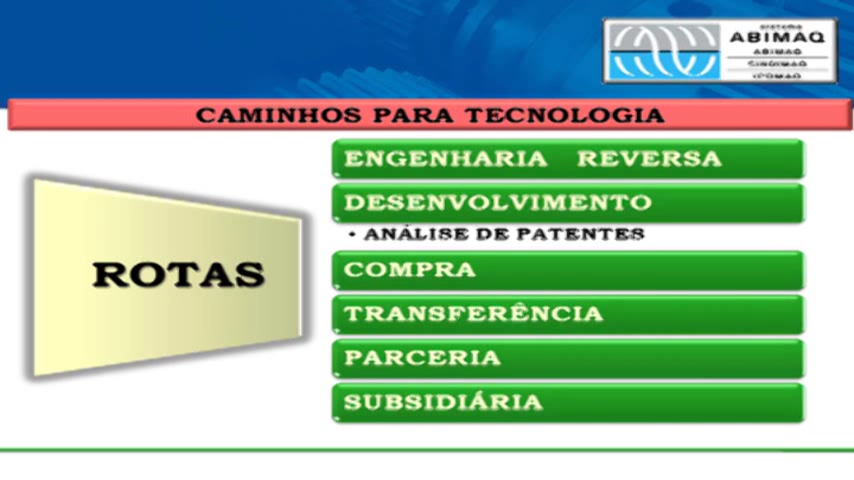 SISTEMA
ABIMAQ
ABIMAQ
SINDIMAQ
IPDMAQ
CAMINHOS PARA TECNOLOGIA
ROTAS
ENGENHARIA REVERSA
DESENVOLVIMENTO
• ANÁLISE DE PATENTES
COMPRA
TRANSFERÊNCIA
PARCERIA
SUBSIDIÁRIA